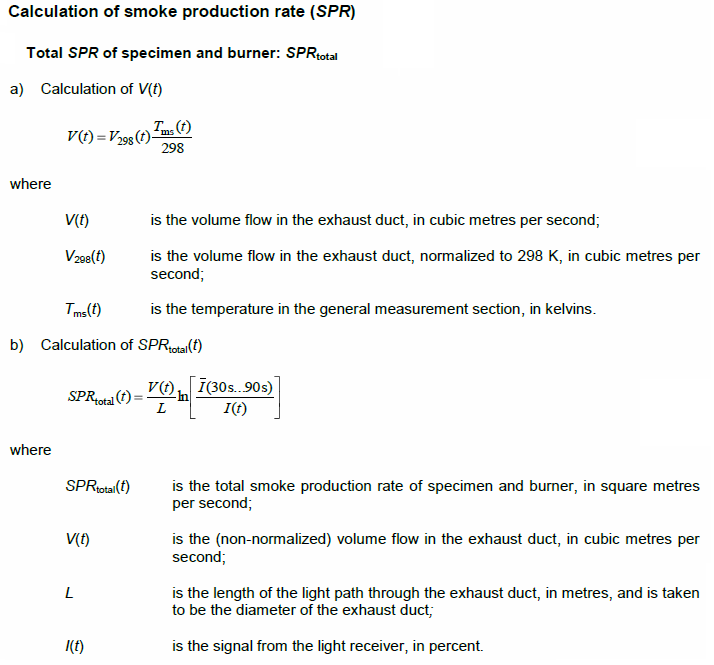 Calculation of smoke production rate (SPR)
Total SPR of specimen and burner: SPRtotal
a) Calculation of V(t)
V(t) = V298(t) Tms(t)/298
where
V(t) is the volume flow in the exhaust duct, in cubic metres per second;
V298(t) is the volume flow in the exhaust duct, normalized to 298 K, in cubic metres per
second;
Tms(t) is the temperature in the general measurement section, in kelvins.
b) Calculation of SPRtotal(t)
SPRtotal(t) = V(t)/L ln[Ī(30s...90s)/I(t)]
where
SPRtotal(t) is the total smoke production rate of specimen and burner, in square metres
per second;
V(t) is the (non-normalized) volume flow in the exhaust duct, in cubic metres per
second;
L is the length of the light path through the exhaust duct, in metres, and is taken
to be the diameter of the exhaust duct;
I(t) is the signal from the light receiver, in percent.